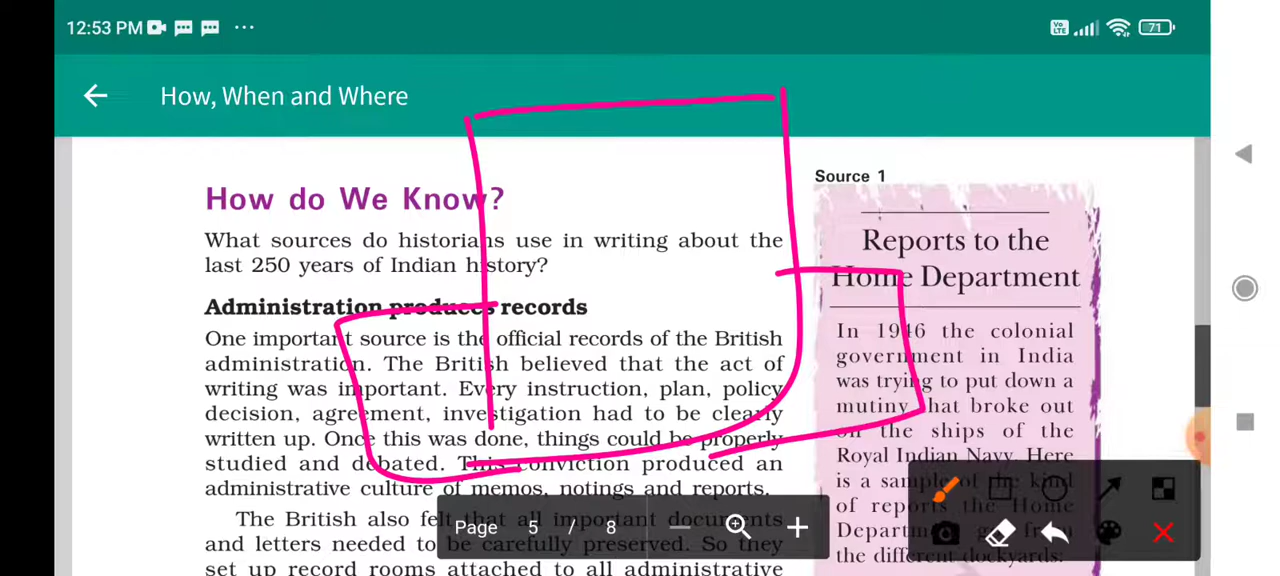 12:53 PM
Vo LTE 71
How, When and Where
How do We Know?
What sources do historians use in writing about the
last 250 years of Indian history?
Administration produces records
One important source is the official records of the British
administration. The British believed that the act of
writing was important. Every instruction, plan, policy
decision, agreement, investigation had to be clearly
written up. Once this was done, things could be properly
studied and debated. This conviction produced an
administrative culture of memos, notings and reports.
The British also felt that all important documents
and letters needed to be carefully preserved. So they
set up record rooms attached to all administrative
Source 1
Reports to the
Home Department
In 1946 the colonial
government in India
was trying to put down a
mutiny that broke out
on the ships of the
Royal Indian Navy. Here
is a sample of the kind
of reports the Home
Department got from
the different dockyards:
Page 5 / 8